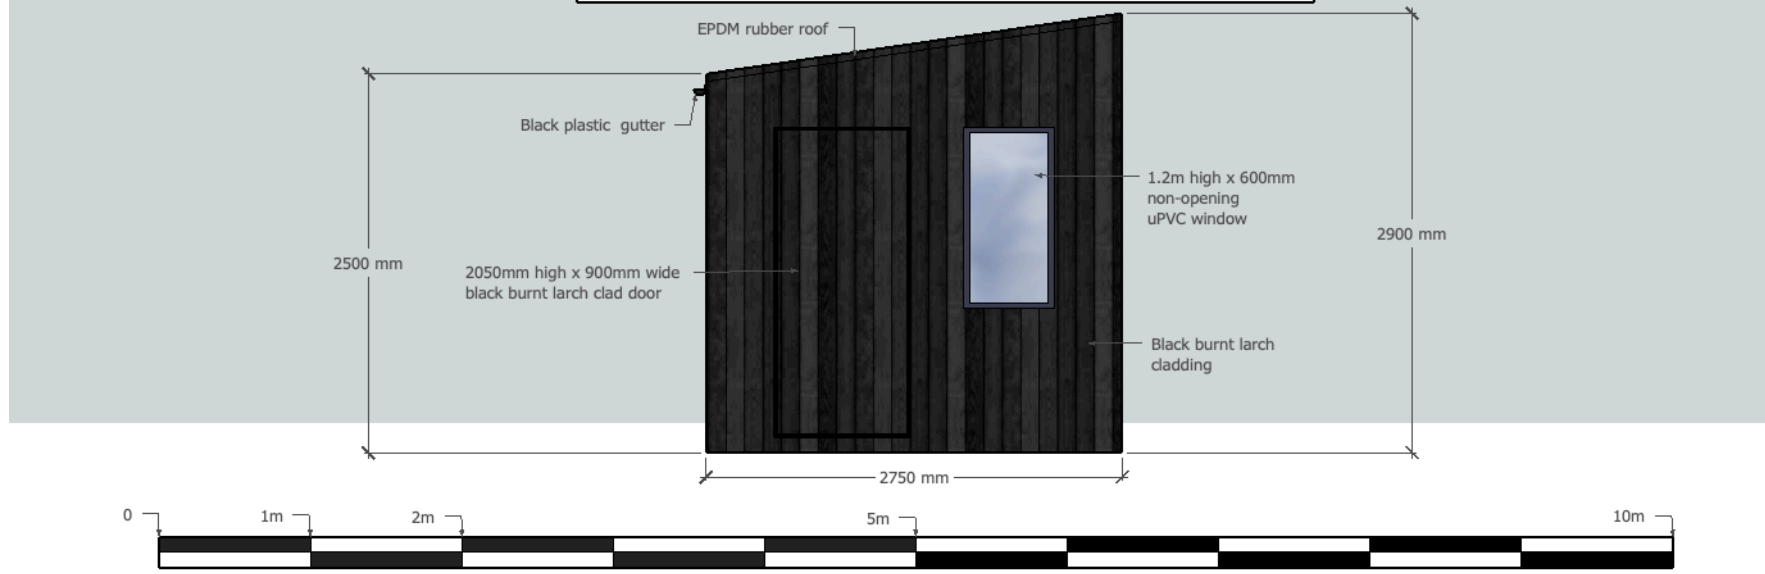 EPDM rubber roof
Black plastic gutter
1.2m high x 600mm
non-opening
uPVC window
2900 mm
2500 mm
2050mm high x 900mm wide
black burnt larch clad door
Black burnt larch
cladding
2750 mm
0
1m
2m
5m
10m